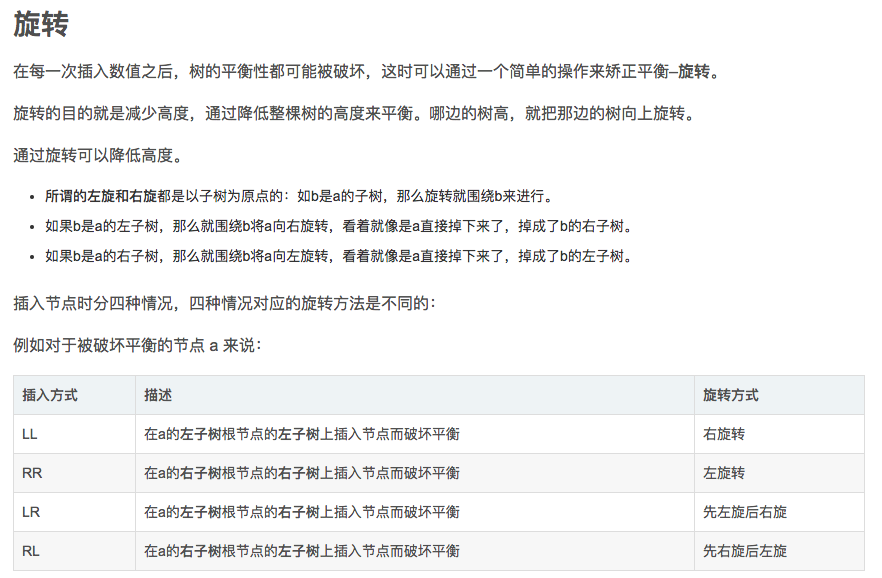 旋转
在每一次插入数值之后，树的平衡性都可能被破坏，这时可以通过一个简单的操作来矫正平衡–旋转。
旋转的目的就是减少高度，通过降低整棵树的高度来平衡。哪边的树高，就把那边的树向上旋转。
通过旋转可以降低高度。
• 所谓的左旋和右旋都是以子树为原点的：如b是a的子树，那么旋转就围绕b来进行。
• 如果b是a的左子树，那么就围绕b将a向右旋转，看着就像是a直接掉下来了，掉成了b的右子树。
• 如果b是a的右子树，那么就围绕b将a向左旋转，看着就像是a直接掉下来了，掉成了b的左子树。
插入节点时分四种情况，四种情况对应的旋转方法是不同的：
例如对于被破坏平衡的节点 a 来说：
插入方式 描述 旋转方式
LL 在a的左子树根节点的左子树上插入节点而破坏平衡 右旋转
RR 在a的右子树根节点的右子树上插入节点而破坏平衡 左旋转
LR 在a的左子树根节点的右子树上插入节点而破坏平衡 先左旋后右旋
RL 在a的右子树根节点的左子树上插入节点而破坏平衡 先右旋后左旋